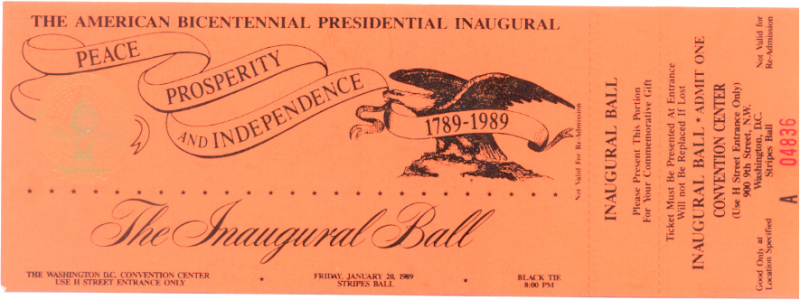 THE AMERICAN BICENTENNIAL PRESIDENTIAL INAUGURAL
PEACE
PROSPERITY
AND INDEPENDENCE
1789-1989
The Inaugural Ball
THE WASHINGTON D.C. CONVENTION CENTER
USE H STREET ENTRANCE ONLY
FRIDAY, JANUARY 20, 1989
STRIPES BALL
BLACK TIE
8:00 PM
Not Valid For Re-Admission
INAUGURAL BALL
Please Present This Portion
For Your Commemorative Gift
Ticket Must Be Presented At Entrance
Will not Be Replaced If Lost
INAUGURAL BALL • ADMIT ONE
CONVENTION CENTER
(Use H Street Entrance Only)
900 9th Street, N.W.
Washington, D.C.
Stripes Ball
Good Only at
Location Specified
Not Valid for
Re-Admission
A
04836